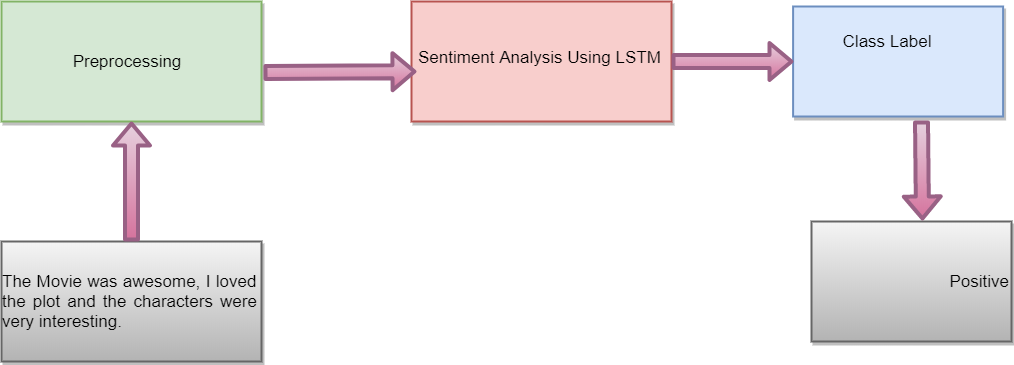 Preprocessing
Sentiment Analysis Using LSTM
Class Label
The Movie was awesome, I loved
the plot and the characters were
very interesting.
Positive